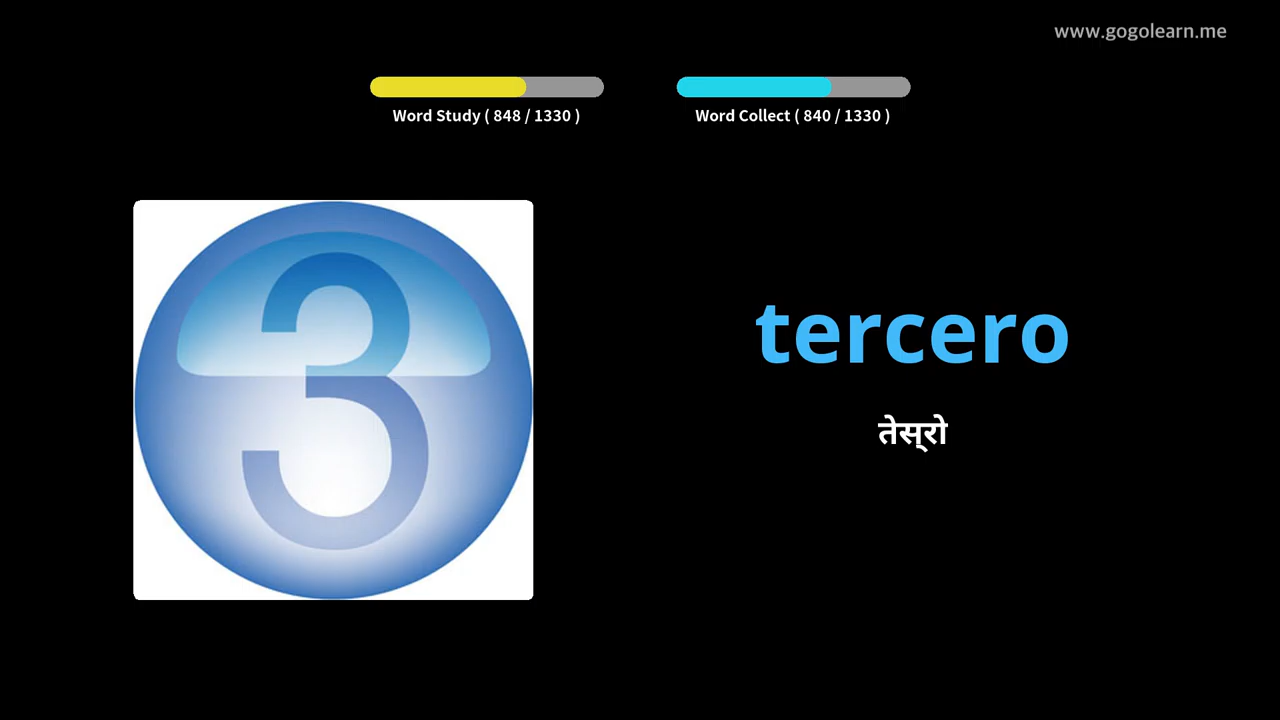 www.gogolearn.me
Word Study ( 848 / 1330 )
Word Collect ( 840 / 1330 )
3
tercero
तेस्रो